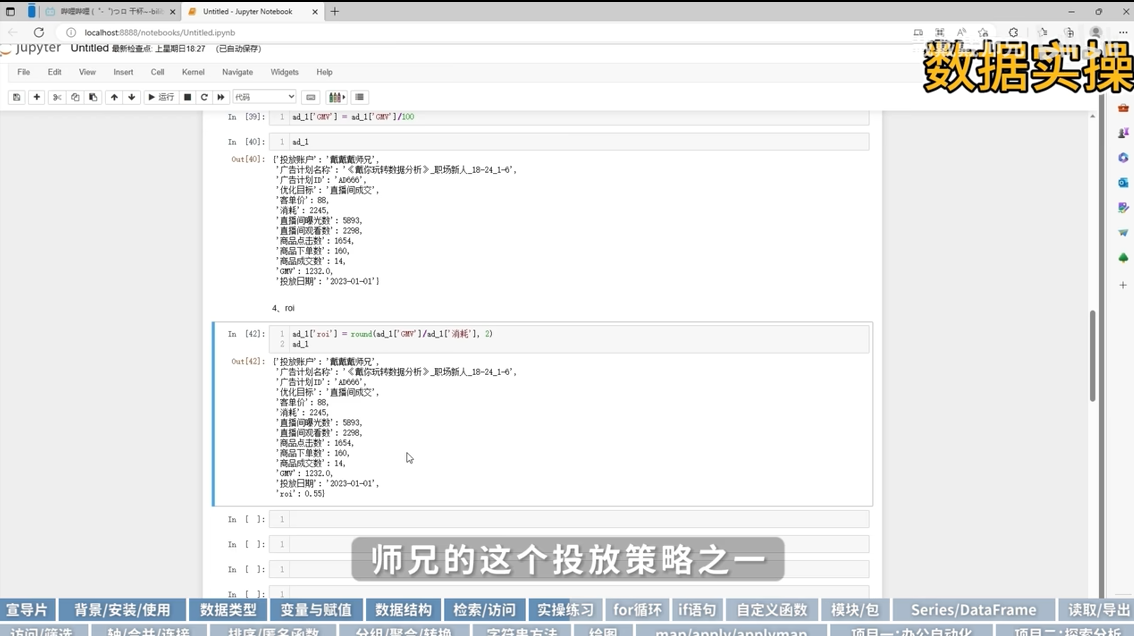 哔哩哔哩 (゜-゜)つロ 干杯~-bili
Untitled - Jupyter Notebook
localhost:8888/notebooks/Untitled.ipynb
数据实操
Jupyter Untitled 最新检查点: 上星期日18:27 (已自动保存)
File Edit View Insert Cell Kernel Navigate Widgets Help
运行 代码
In [39]: 1 ad_1['GMV'] = ad_1['GMV']/100
In [40]: 1 ad_1
Out[40]: {'投放账户': '戴戴戴师兄',
'广告计划名称': '《戴你玩转数据分析》_职场新人_18-24_1-6',
'广告计划ID': 'AD666',
'优化目标': '直播间成交',
'客单价': 88,
'消耗': 2245,
'直播间曝光数': 5893,
'直播间观看数': 2298,
'商品点击数': 1654,
'商品下单数': 160,
'商品成交数': 14,
'GMV': 1232.0,
'投放日期': '2023-01-01'}
4、roi
In [42]: 1 ad_1['roi'] = round(ad_1['GMV']/ad_1['消耗'], 2)
2 ad_1
Out[42]: {'投放账户': '戴戴戴师兄',
'广告计划名称': '《戴你玩转数据分析》_职场新人_18-24_1-6',
'广告计划ID': 'AD666',
'优化目标': '直播间成交',
'客单价': 88,
'消耗': 2245,
'直播间曝光数': 5893,
'直播间观看数': 2298,
'商品点击数': 1654,
'商品下单数': 160,
'商品成交数': 14,
'GMV': 1232.0,
'投放日期': '2023-01-01',
'roi': 0.55}
In [ ]: 1
In [ ]: 1
In [ ]: 1
In [ ]: 1
师兄的这个投放策略之一
宣导片 背景/安装/使用 数据类型 变量与赋值 数据结构 检索/访问 实操练习 for循环 if语句 自定义函数 模块/包 Series/DataFrame 读取/导出
访问/筛选 轴/合并/连接 排序/匿名函数 分组/聚合/转换 字符串方法 绘图 map/apply/applymap 项目一:办公自动化 项目二:探索分析